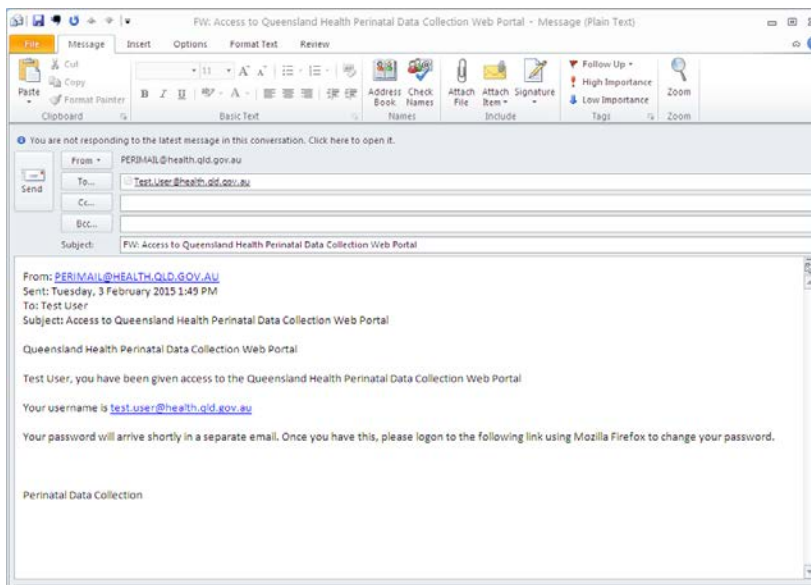 FW: Access to Queensland Health Perinatal Data Collection Web Portal - Message (Plain Text)
File Message Insert Options Format Text Review
Cut
Copy
Format Painter
Paste
Clipboard
11
A A
B I U
A
Basic Text
Address Book
Check Names
Names
Attach File
Attach Item
Signature
Include
Follow Up
High Importance
Low Importance
Tags
Zoom
Zoom
You are not responding to the latest message in this conversation. Click here to open it.
Send
From PERIMAIL@health.qld.gov.au
To... Test.User@health.qld.gov.au
Cc...
Bcc...
Subject: FW: Access to Queensland Health Perinatal Data Collection Web Portal
From: PERIMAIL@HEALTH.QLD.GOV.AU
Sent: Tuesday, 3 February 2015 1:49 PM
To: Test User
Subject: Access to Queensland Health Perinatal Data Collection Web Portal
Queensland Health Perinatal Data Collection Web Portal
Test User, you have been given access to the Queensland Health Perinatal Data Collection Web Portal
Your username is test.user@health.qld.gov.au
Your password will arrive shortly in a separate email. Once you have this, please logon to the following link using Mozilla Firefox to change your password.
Perinatal Data Collection